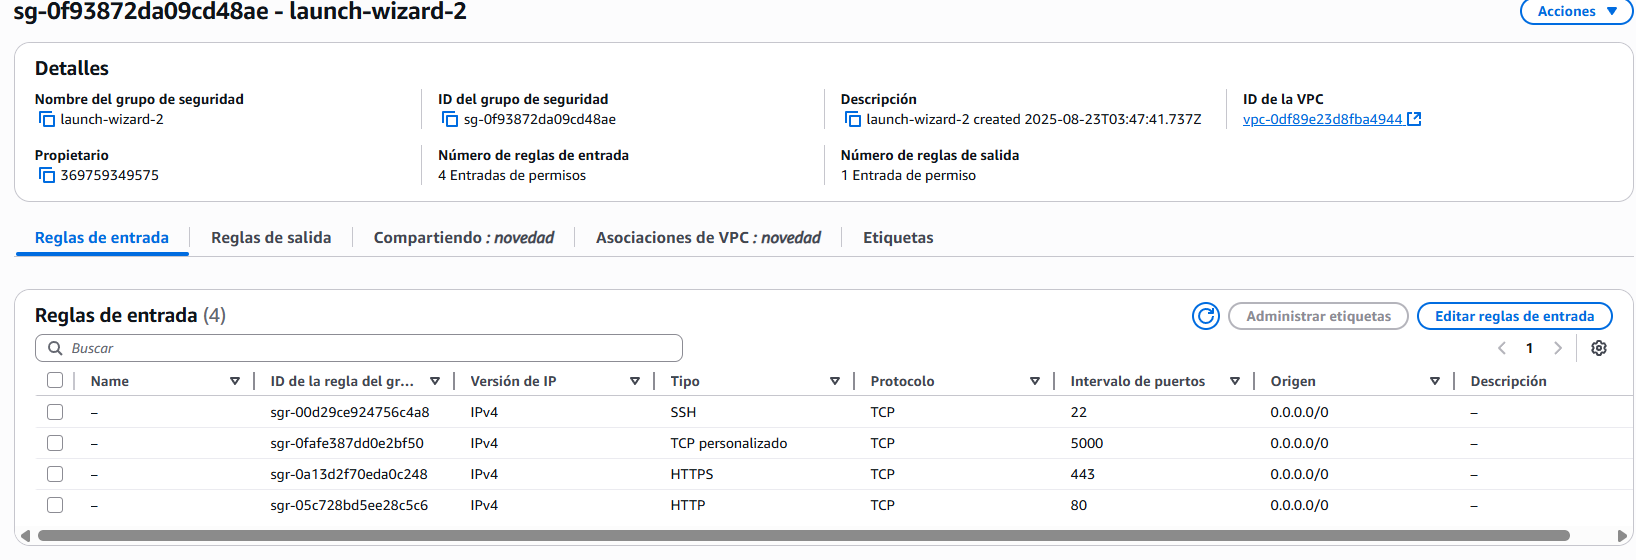 sg-0f93872da09cd48ae - launch-wizard-2
Acciones
Detalles
Nombre del grupo de seguridad
launch-wizard-2
ID del grupo de seguridad
sg-0f93872da09cd48ae
Descripción
launch-wizard-2 created 2025-08-23T03:47:41.737Z
ID de la VPC
vpc-0df89e23d8fba4944
Propietario
369759349575
Número de reglas de entrada
4 Entradas de permisos
Número de reglas de salida
1 Entrada de permiso
Reglas de entrada
Reglas de salida
Compartiendo : novedad
Asociaciones de VPC : novedad
Etiquetas
Reglas de entrada (4)
Administrar etiquetas
Editar reglas de entrada
Buscar
1
Name ID de la regla del gr... Versión de IP Tipo Protocolo Intervalo de puertos Origen Descripción
– sgr-00d29ce924756c4a8 IPv4 SSH TCP 22 0.0.0.0/0 –
– sgr-0fafe387dd0e2bf50 IPv4 TCP personalizado TCP 5000 0.0.0.0/0 –
– sgr-0a13d2f70eda0c248 IPv4 HTTPS TCP 443 0.0.0.0/0 –
– sgr-05c728bd5ee28c5c6 IPv4 HTTP TCP 80 0.0.0.0/0 –